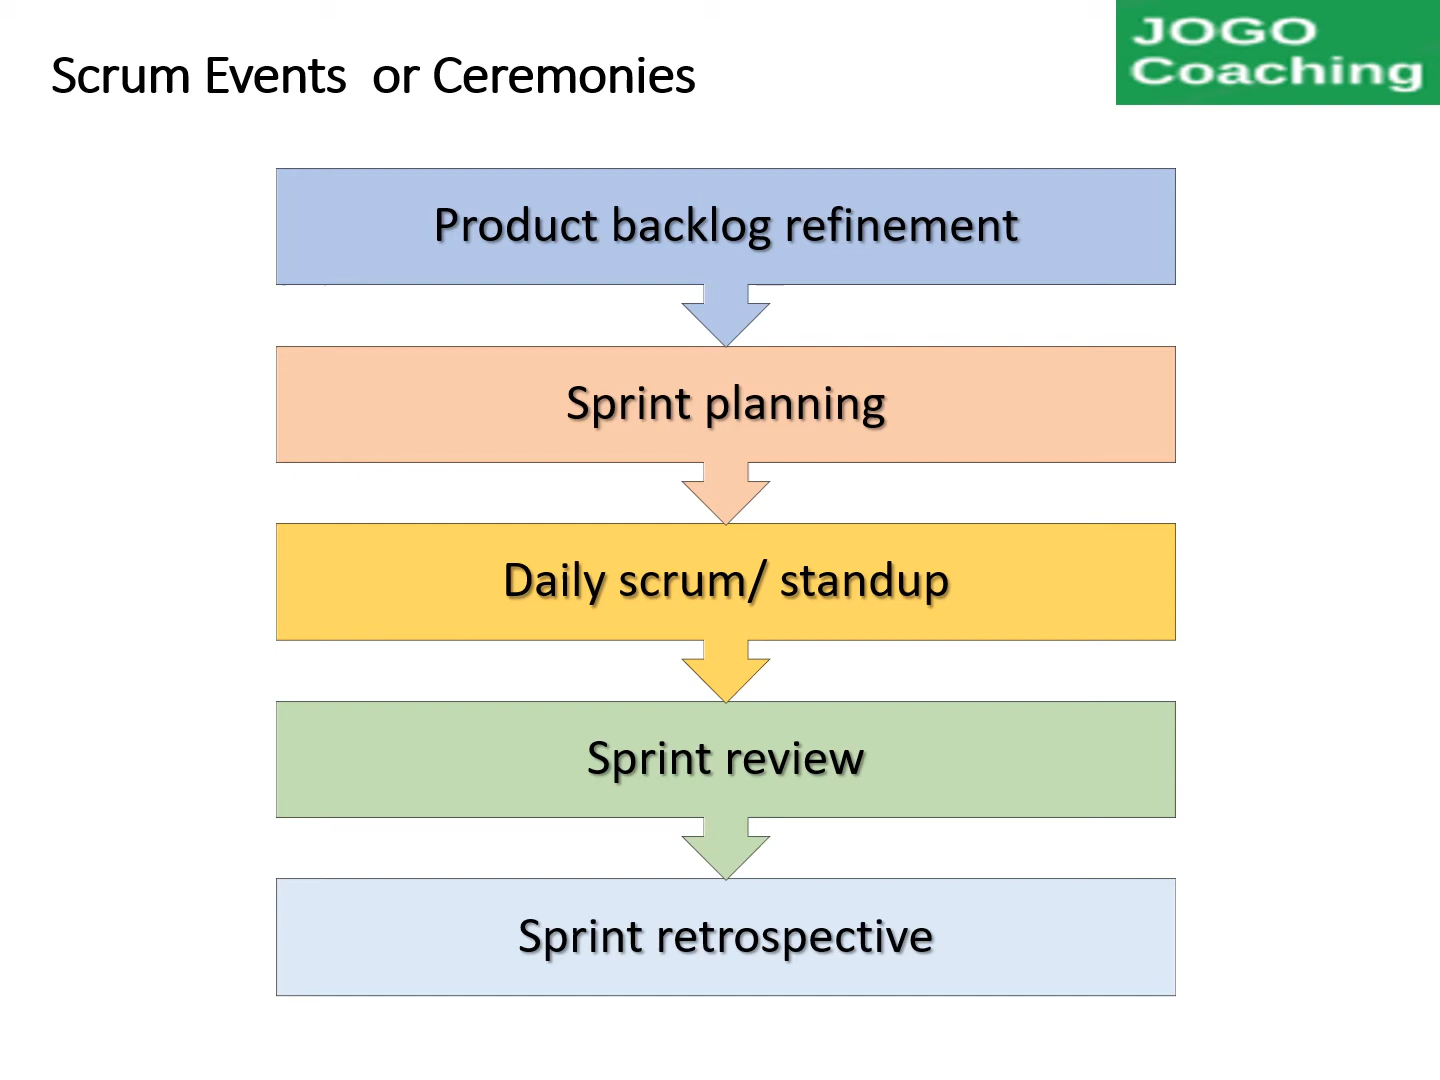 Scrum Events  or Ceremonies
JOGO
Coaching
Product backlog refinement
Sprint planning
Daily scrum/ standup
Sprint review
Sprint retrospective